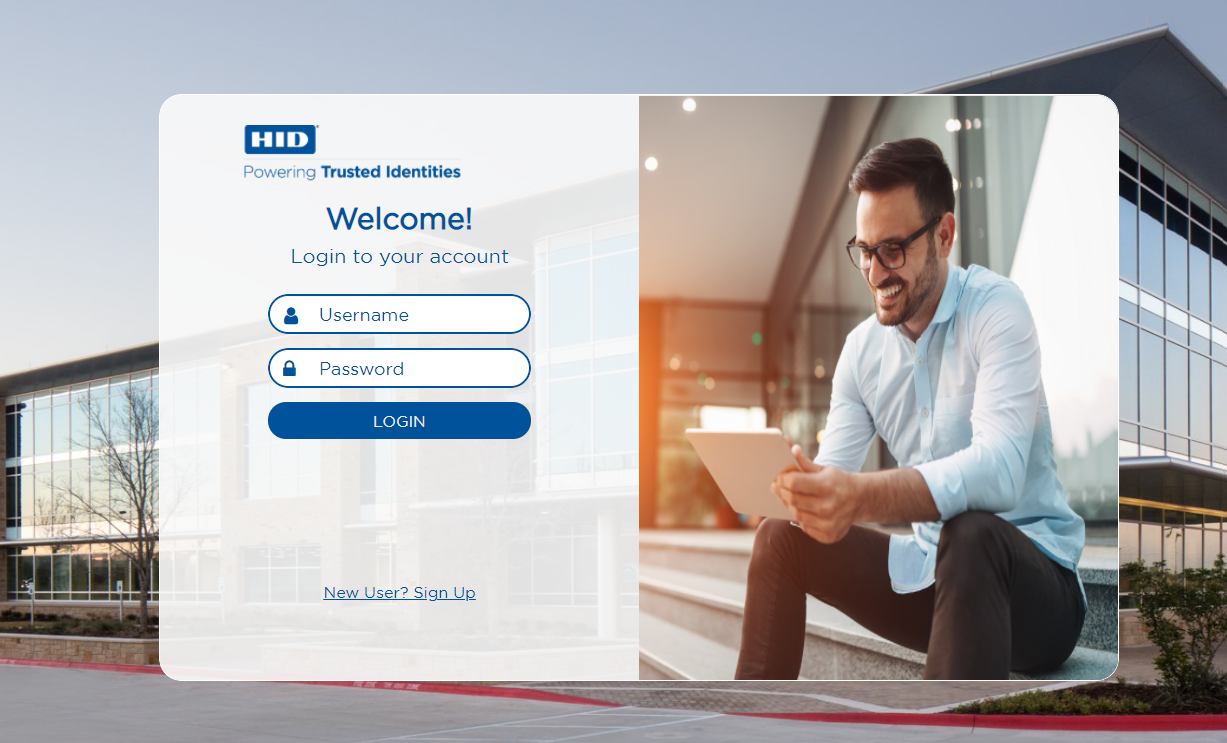 HID
Powering Trusted Identities
Welcome!
Login to your account
Username
Password
LOGIN
New User? Sign Up